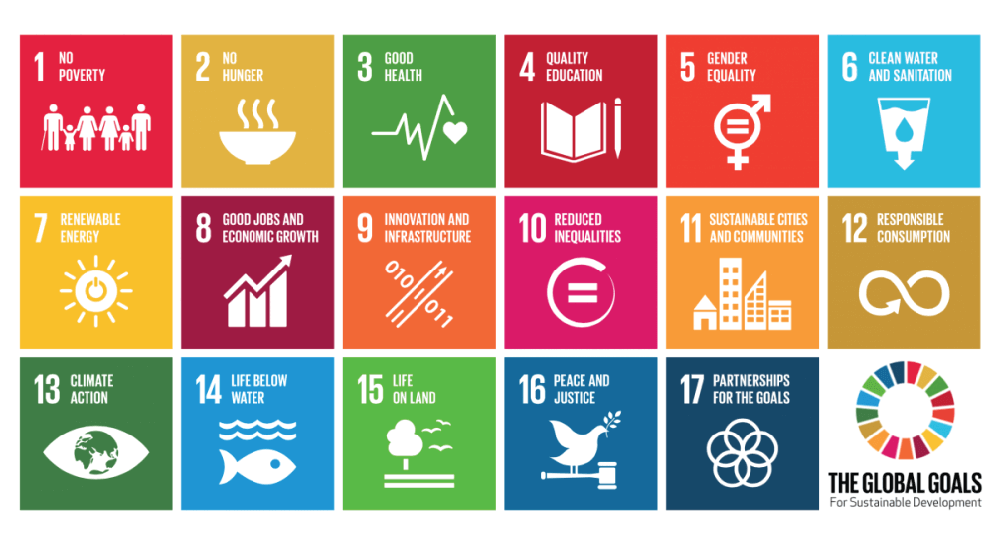 1 NO
POVERTY
2 NO
HUNGER
3 GOOD
HEALTH
4 QUALITY
EDUCATION
5 GENDER
EQUALITY
6 CLEAN WATER
AND SANITATION
7 RENEWABLE
ENERGY
8 GOOD JOBS AND
ECONOMIC GROWTH
9 INNOVATION AND
INFRASTRUCTURE
010
011
10 REDUCED
INEQUALITIES
11 SUSTAINABLE CITIES
AND COMMUNITIES
12 RESPONSIBLE
CONSUMPTION
13 CLIMATE
ACTION
14 LIFE BELOW
WATER
15 LIFE
ON LAND
16 PEACE AND
JUSTICE
17 PARTNERSHIPS
FOR THE GOALS
THE GLOBAL GOALS
For Sustainable Development